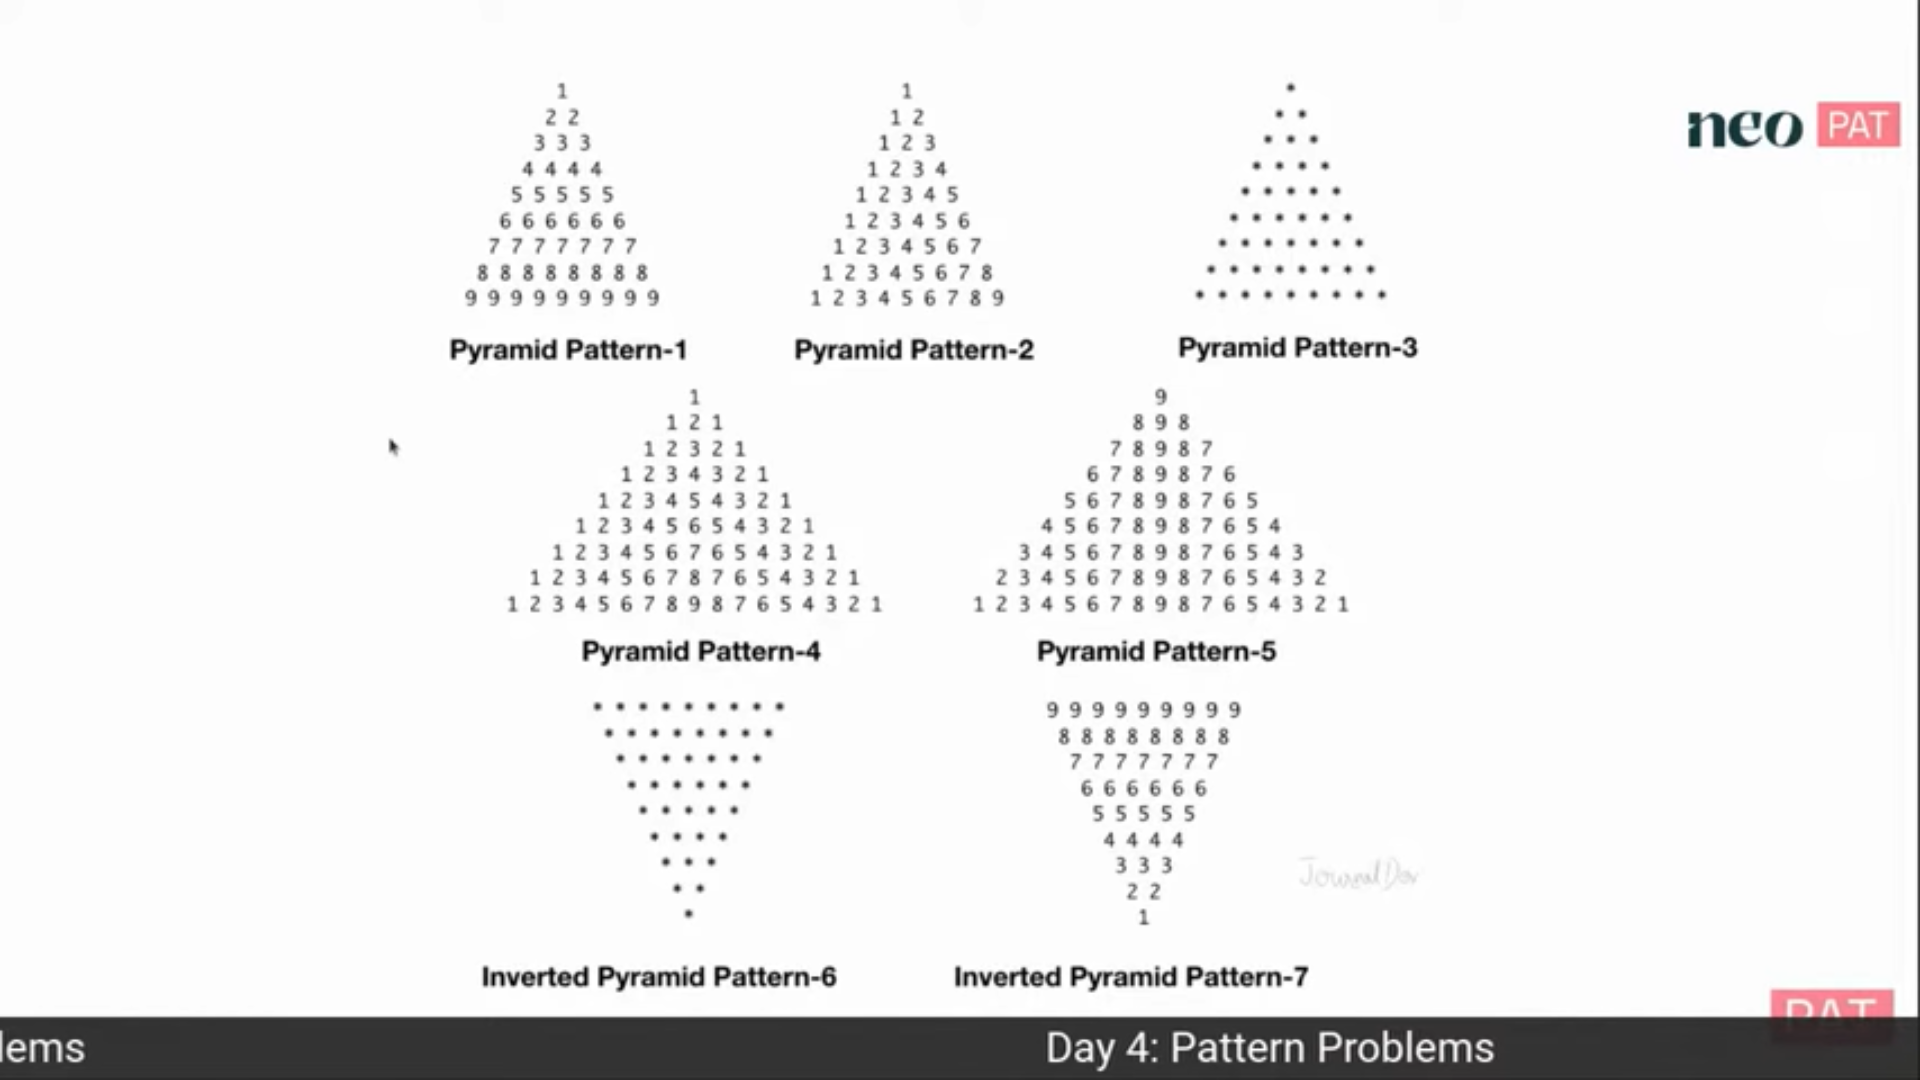 1
2 2
3 3 3
4 4 4 4
5 5 5 5 5
6 6 6 6 6 6
7 7 7 7 7 7 7
8 8 8 8 8 8 8 8
9 9 9 9 9 9 9 9 9
Pyramid Pattern-1
1
1 2
1 2 3
1 2 3 4
1 2 3 4 5
1 2 3 4 5 6
1 2 3 4 5 6 7
1 2 3 4 5 6 7 8
1 2 3 4 5 6 7 8 9
Pyramid Pattern-2
*
* *
* * *
* * * *
* * * * *
* * * * * *
* * * * * * *
* * * * * * * *
* * * * * * * * *
Pyramid Pattern-3
neo PAT
1
1 2 1
1 2 3 2 1
1 2 3 4 3 2 1
1 2 3 4 5 4 3 2 1
1 2 3 4 5 6 5 4 3 2 1
1 2 3 4 5 6 7 6 5 4 3 2 1
1 2 3 4 5 6 7 8 7 6 5 4 3 2 1
1 2 3 4 5 6 7 8 9 8 7 6 5 4 3 2 1
Pyramid Pattern-4
9
8 9 8
7 8 9 8 7
6 7 8 9 8 7 6
5 6 7 8 9 8 7 6 5
4 5 6 7 8 9 8 7 6 5 4
3 4 5 6 7 8 9 8 7 6 5 4 3
2 3 4 5 6 7 8 9 8 7 6 5 4 3 2
1 2 3 4 5 6 7 8 9 8 7 6 5 4 3 2 1
Pyramid Pattern-5
* * * * * * * * *
* * * * * * * *
* * * * * * *
* * * * * *
* * * * *
* * * *
* * *
* *
*
Inverted Pyramid Pattern-6
9 9 9 9 9 9 9 9 9
8 8 8 8 8 8 8 8
7 7 7 7 7 7 7
6 6 6 6 6 6
5 5 5 5 5
4 4 4 4
3 3 3
2 2
1
Inverted Pyramid Pattern-7
JournalDev
PAT
lems
Day 4: Pattern Problems